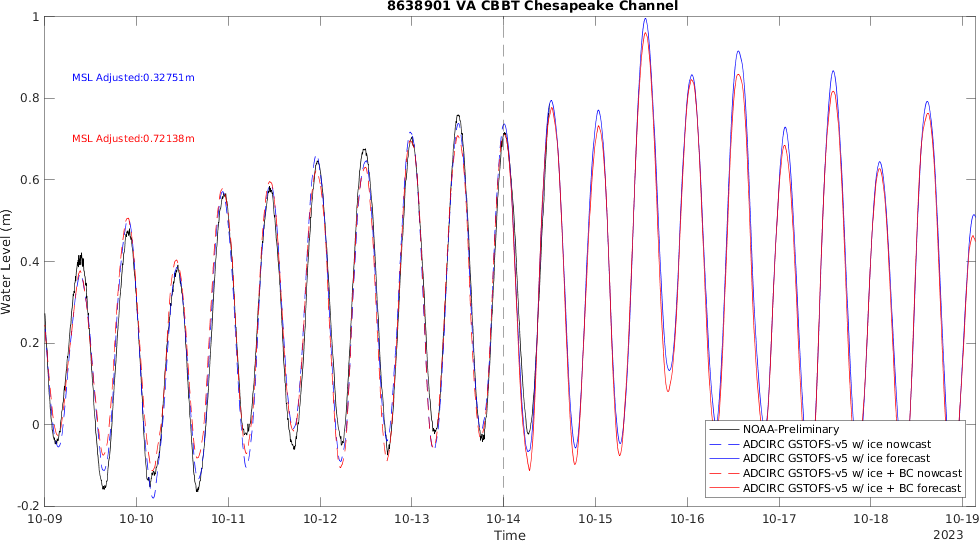 8638901 VA CBBT Chesapeake Channel
1
MSL Adjusted:0.32751m
0.8
MSL Adjusted:0.72138m
0.6
0.4
0.2
0
-0.2
Water Level (m)
NOAA-Preliminary
ADCIRC GSTOFS-v5 w/ ice nowcast
ADCIRC GSTOFS-v5 w/ ice forecast
ADCIRC GSTOFS-v5 w/ ice + BC nowcast
ADCIRC GSTOFS-v5 w/ ice + BC forecast
10-09 10-10 10-11 10-12 10-13 10-14 10-15 10-16 10-17 10-18 10-19
Time
2023